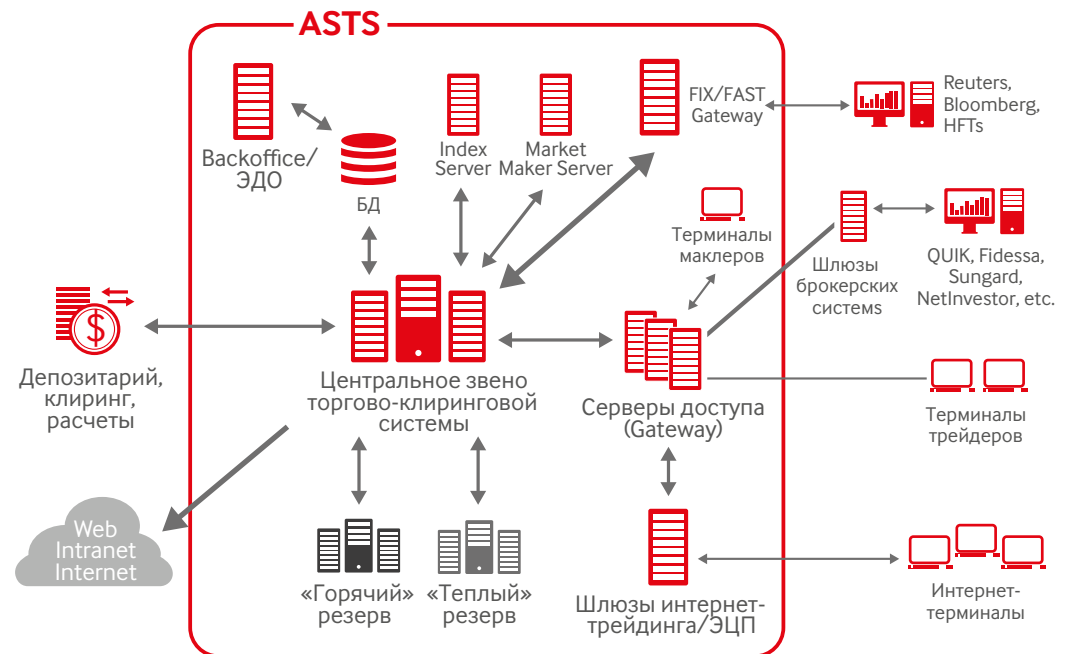 ASTS
Backoffice/
ЭДО
БД
Index
Server
Market
Maker Server
FIX/FAST
Gateway
Reuters,
Bloomberg,
HFTs
Терминалы
маклеров
Шлюзы
брокерских
системs
QUIK, Fidessa,
Sungard,
NetInvestor, etc.
$
Депозитарий,
клиринг,
расчеты
Центральное звено
торгово-клиринговой
системы
Серверы доступа
(Gateway)
Терминалы
трейдеров
Web
Intranet
Internet
«Горячий»
резерв
«Теплый»
резерв
Шлюзы интернет-
трейдинга/ЭЦП
Интернет-
терминалы